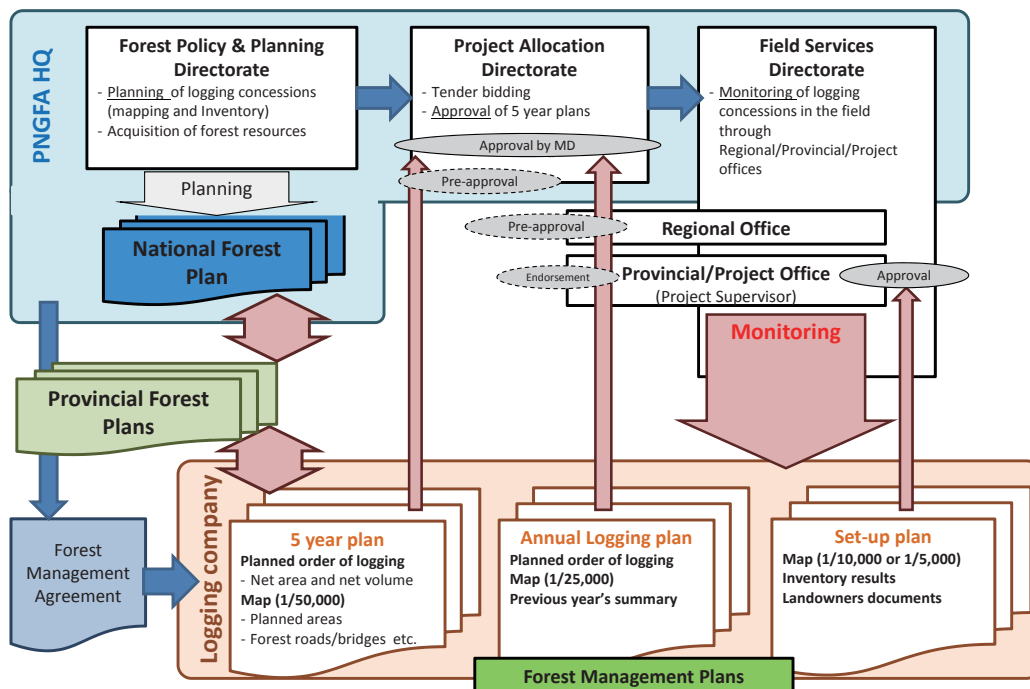 PNGFA HQ
Forest Policy & Planning
Directorate
- Planning of logging concessions
(mapping and Inventory)
- Acquisition of forest resources
Project Allocation
Directorate
- Tender bidding
- Approval of 5 year plans
Field Services
Directorate
- Monitoring of logging
concessions in the field
through
Regional/Provincial/Project
offices
Approval by MD
Pre-approval
Planning
National Forest
Plan
Pre-approval
Regional Office
Endorsement
Provincial/Project Office
(Project Supervisor)
Approval
Monitoring
Provincial Forest
Plans
Forest
Management
Agreement
Logging company
5 year plan
Planned order of logging
- Net area and net volume
Map (1/50,000)
- Planned areas
- Forest roads/bridges etc.
Annual Logging plan
Planned order of logging
Map (1/25,000)
Previous year's summary
Set-up plan
Map (1/10,000 or 1/5,000)
Inventory results
Landowners documents
Forest Management Plans